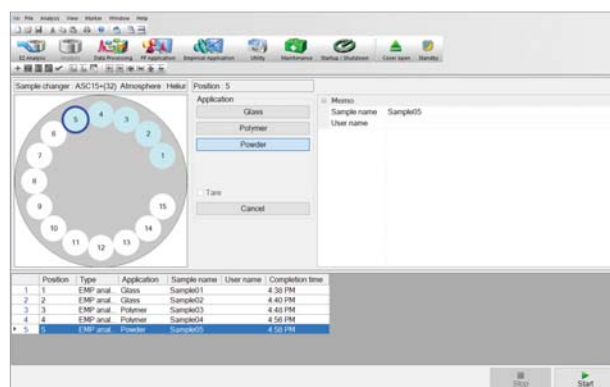 File Analysis View Marker Window Help
EZ Analysis Analysis Data Processing FP Application Empirical Application Utility Maintenance Startup / Shutdown Cover open Standby
Sample changer : ASC15+(32) Atmosphere : Helium
Position : 5
Application
Glass
Polymer
Powder
Tare
Cancel
Memo
Sample name Sample05
User name
5 4 3 2 1
6 7 8 9 10 11 12 13 14 15
Position Type Application Sample name User name Completion time
1 1 EMP anal... Glass Sample01 4:38 PM
2 2 EMP anal... Glass Sample02 4:40 PM
3 3 EMP anal... Polymer Sample03 4:48 PM
4 4 EMP anal... Polymer Sample04 4:56 PM
5 5 EMP anal... Powder Sample05 4:58 PM
Stop Start